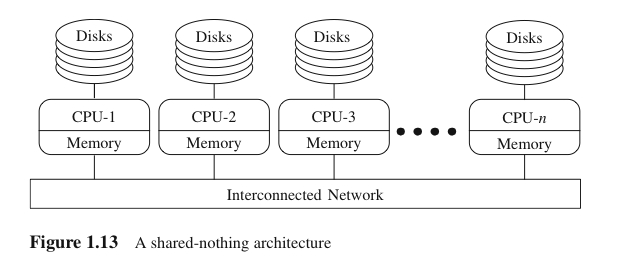 Disks Disks Disks Disks
CPU-1 CPU-2 CPU-3 CPU-n
Memory Memory Memory Memory
Interconnected Network
Figure 1.13 A shared-nothing architecture